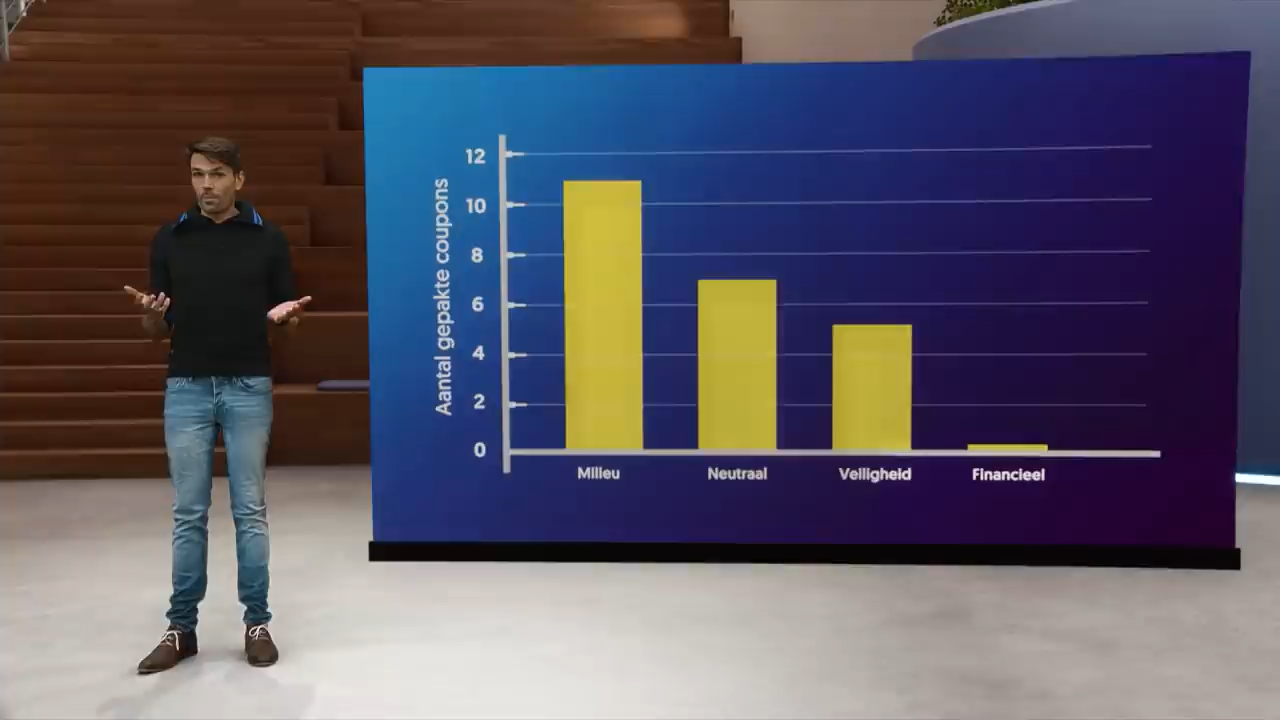 Aantal gepakte coupons
12
10
8
6
4
2
0
Milieu
Neutraal
Veiligheid
Financieel